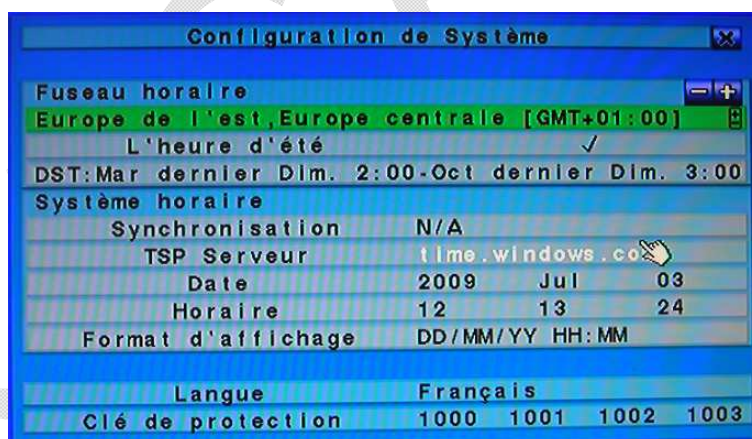 Configuration de Système
Fuseau horaire
Europe de l'est,Europe centrale [GMT+01:00]
L'heure d'été ✓
DST:Mar dernier Dim. 2:00-Oct dernier Dim. 3:00
Système horaire
Synchronisation N/A
TSP Serveur time.windows.co
Date 2009 Jul 03
Horaire 12 13 24
Format d'affichage DD/MM/YY HH:MM
Langue Français
Clé de protection 1000 1001 1002 1003